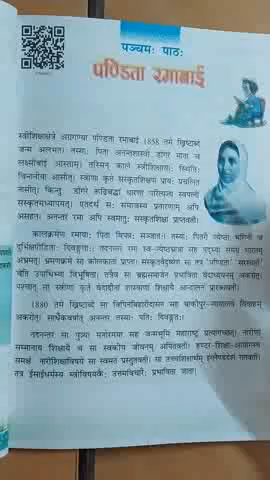 पञ्चमः पाठः
पण्डिता रमाबाई
स्त्रीशिक्षाक्षेत्रे अग्रगण्या पण्डिता रमाबाई 1858 तमे ख्रिष्टाब्दे
जन्म अलभत। तस्याः पिता अनन्तशास्त्री डोंगरे माता च
लक्ष्मीबाई आस्ताम्। तस्मिन् काले स्त्रीशिक्षायाः स्थितिः
चिन्तनीया आसीत्। स्त्रीणां कृते संस्कृतशिक्षणं प्रायः प्रचलितं
नासीत्। किन्तु डोंगरे रूढिबद्धां धारणां परित्यज्य स्वपत्नीं
संस्कृतमध्यापयत्। एतदर्थं सः समाजस्य प्रतारणाम् अपि
असहत। अनन्तरं रमा अपि स्वमातुः संस्कृतशिक्षां प्राप्तवती।
कालक्रमेण रमायाः पिता विपन्नः सञ्जातः। तस्याः पितरौ ज्येष्ठा भगिनी च
दुर्भिक्षपीडिताः दिवङ्गताः। तदनन्तरं रमा स्व-ज्येष्ठभ्रात्रा सह पद्भ्यां समग्रं भारतम्
अभ्रमत्। भ्रमणक्रमे सा कोलकातां प्राप्ता। संस्कृतवैदुष्येण सा तत्र 'पण्डिता' 'सरस्वती'
चेति उपाधिभ्यां विभूषिता। तत्रैव सा ब्रह्मसमाजेन प्रभाविता वेदाध्ययनम् अकरोत्।
पश्चात् सा स्त्रीणां कृते वेदादीनां शास्त्राणां शिक्षायै आन्दोलनं प्रारब्धवती।
1880 तमे ख्रिष्टाब्दे सा विपिनबिहारीदासेन सह बाकीपुर-न्यायालये विवाहम्
अकरोत्। सार्धैकवर्षात् अनन्तरं तस्याः पतिः दिवङ्गतः।
तदनन्तरं सा पुत्र्या मनोरमया सह जन्मभूमिं महाराष्ट्रं प्रत्यागच्छत्। नारीणां
सम्मानाय शिक्षायै च सा स्वकीयं जीवनम् अर्पितवती। हण्टर-शिक्षा-आयोगस्य
समक्षं नारीशिक्षाविषये सा स्वमतं प्रस्तुतवती। सा उच्चशिक्षार्थम् इंग्लैण्डदेशं गतवती।
तत्र ईसाईधर्मस्य स्त्रीविषयकैः उत्तमविचारैः प्रभाविता जाता।